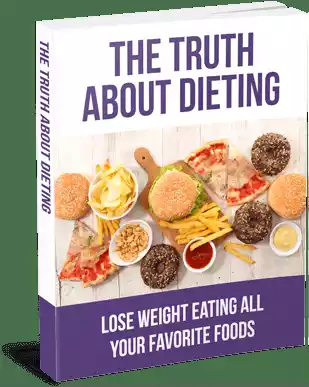 THE TRUTH
ABOUT DIETING
THE TRUTH ABOUT DIETING
LOSE WEIGHT EATING ALL
YOUR FAVORITE FOODS